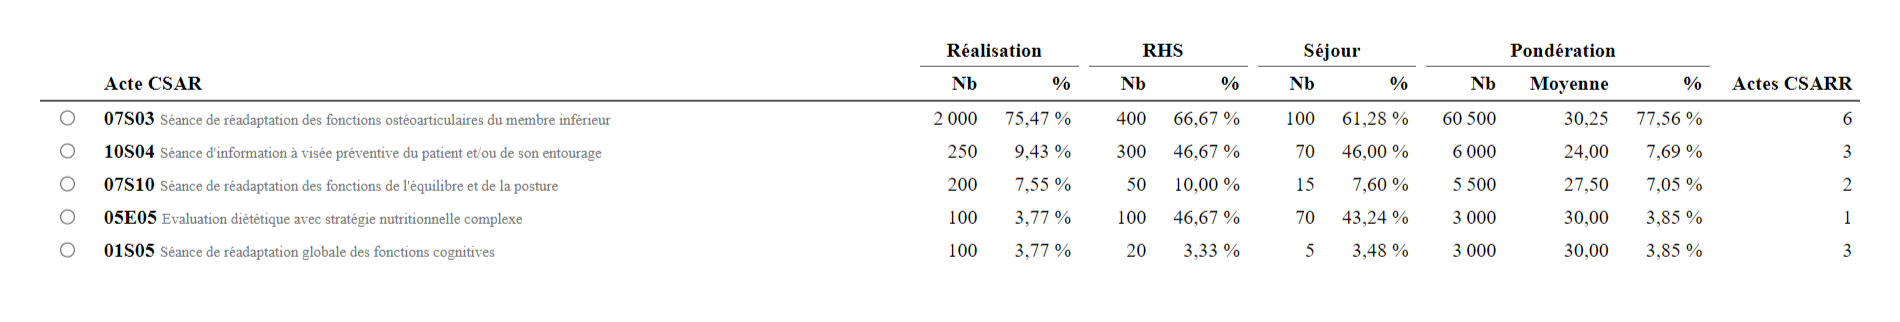 Réalisation RHS Séjour Pondération
Acte CSAR Nb % Nb % Nb % Nb Moyenne % Actes CSARR
07S03 Séance de réadaptation des fonctions ostéoarticulaires du membre inférieur 2 000 75,47 % 400 66,67 % 100 61,28 % 60 500 30,25 77,56 % 6
10S04 Séance d'information à visée préventive du patient et/ou de son entourage 250 9,43 % 300 46,67 % 70 46,00 % 6 000 24,00 7,69 % 3
07S10 Séance de réadaptation des fonctions de l'équilibre et de la posture 200 7,55 % 50 10,00 % 15 7,60 % 5 500 27,50 7,05 % 2
05E05 Evaluation diététique avec stratégie nutritionnelle complexe 100 3,77 % 100 46,67 % 70 43,24 % 3 000 30,00 3,85 % 1
01S05 Séance de réadaptation globale des fonctions cognitives 100 3,77 % 20 3,33 % 5 3,48 % 3 000 30,00 3,85 % 3